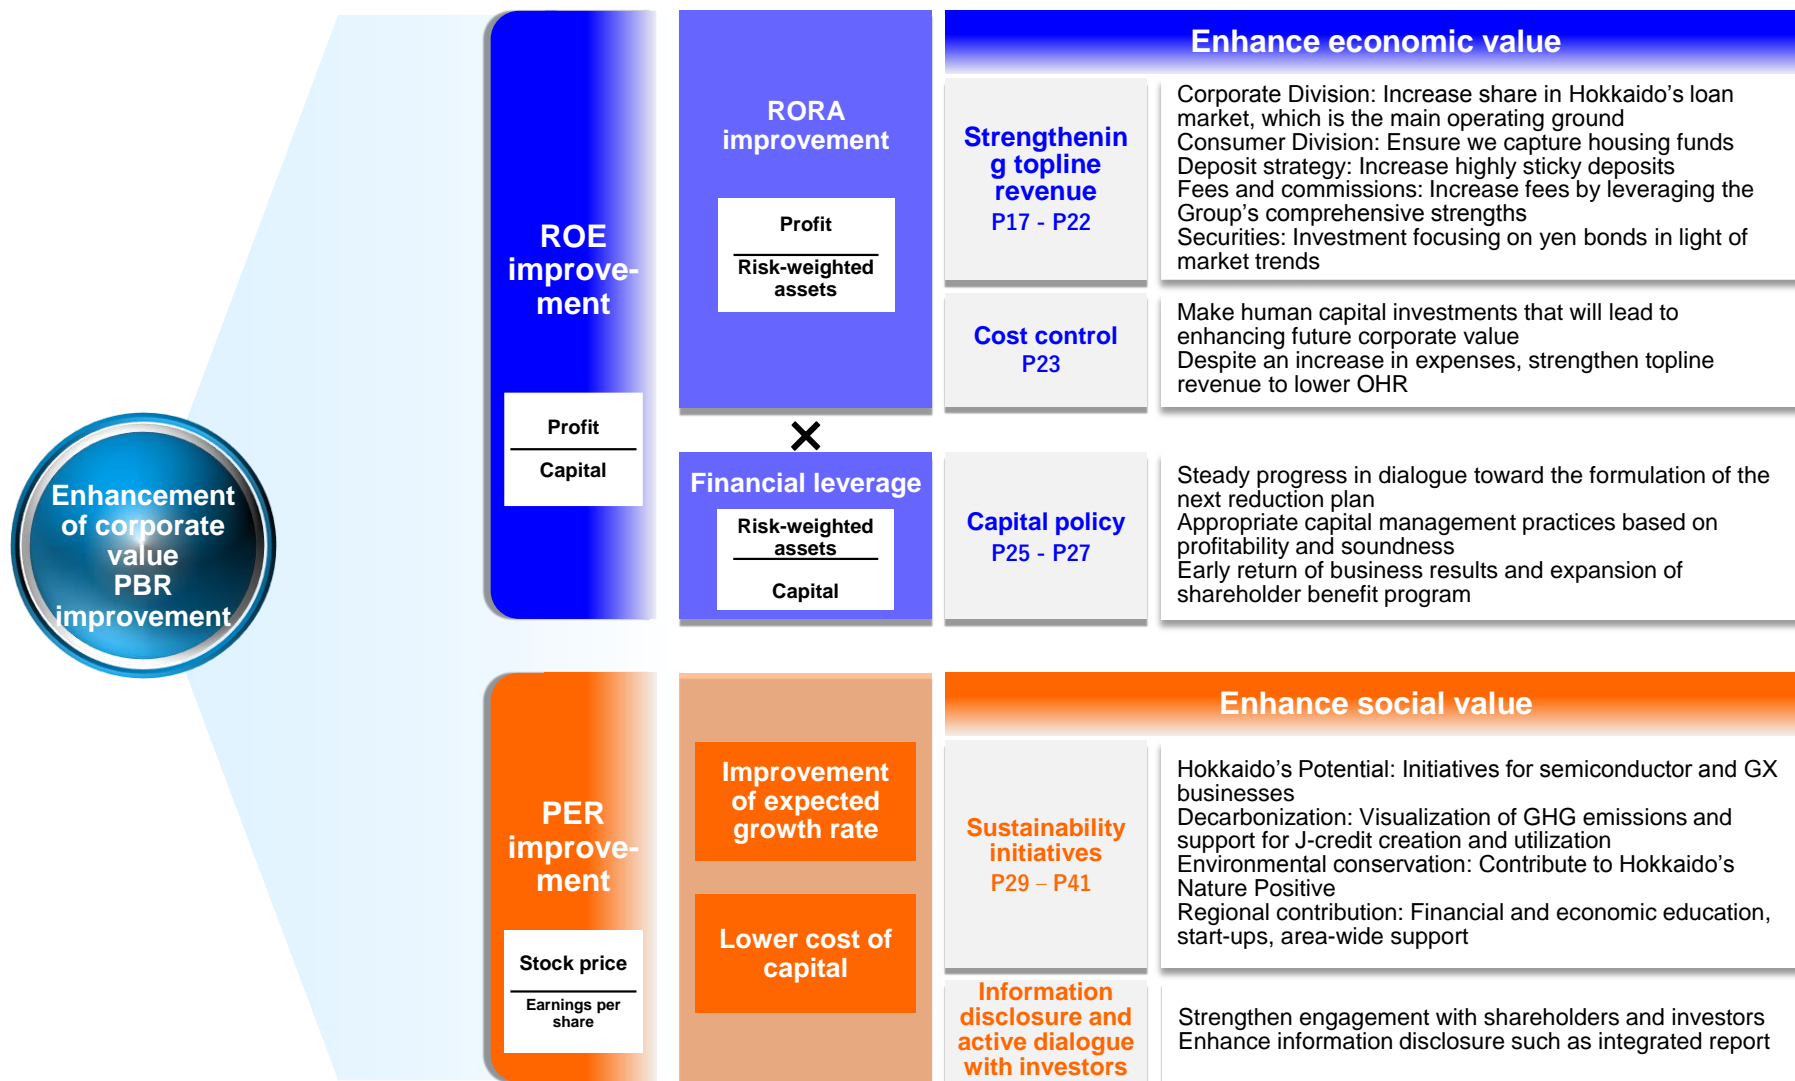 Enhancement
of corporate
value
PBR
improvement
ROE
improve-
ment
Profit
Capital
RORA
improvement
Profit
Risk-weighted
assets
×
Financial leverage
Risk-weighted
assets
Capital
Enhance economic value
Strengthenin
g topline
revenue
P17 - P22
Corporate Division: Increase share in Hokkaido’s loan
market, which is the main operating ground
Consumer Division: Ensure we capture housing funds
Deposit strategy: Increase highly sticky deposits
Fees and commissions: Increase fees by leveraging the
Group’s comprehensive strengths
Securities: Investment focusing on yen bonds in light of
market trends
Cost control
P23
Make human capital investments that will lead to
enhancing future corporate value
Despite an increase in expenses, strengthen topline
revenue to lower OHR
Capital policy
P25 - P27
Steady progress in dialogue toward the formulation of the
next reduction plan
Appropriate capital management practices based on
profitability and soundness
Early return of business results and expansion of
shareholder benefit program
PER
improve-
ment
Stock price
Earnings per
share
Improvement
of expected
growth rate
Lower cost of
capital
Enhance social value
Sustainability
initiatives
P29 – P41
Hokkaido’s Potential: Initiatives for semiconductor and GX
businesses
Decarbonization: Visualization of GHG emissions and
support for J-credit creation and utilization
Environmental conservation: Contribute to Hokkaido’s
Nature Positive
Regional contribution: Financial and economic education,
start-ups, area-wide support
Information
disclosure and
active dialogue
with investors
Strengthen engagement with shareholders and investors
Enhance information disclosure such as integrated report